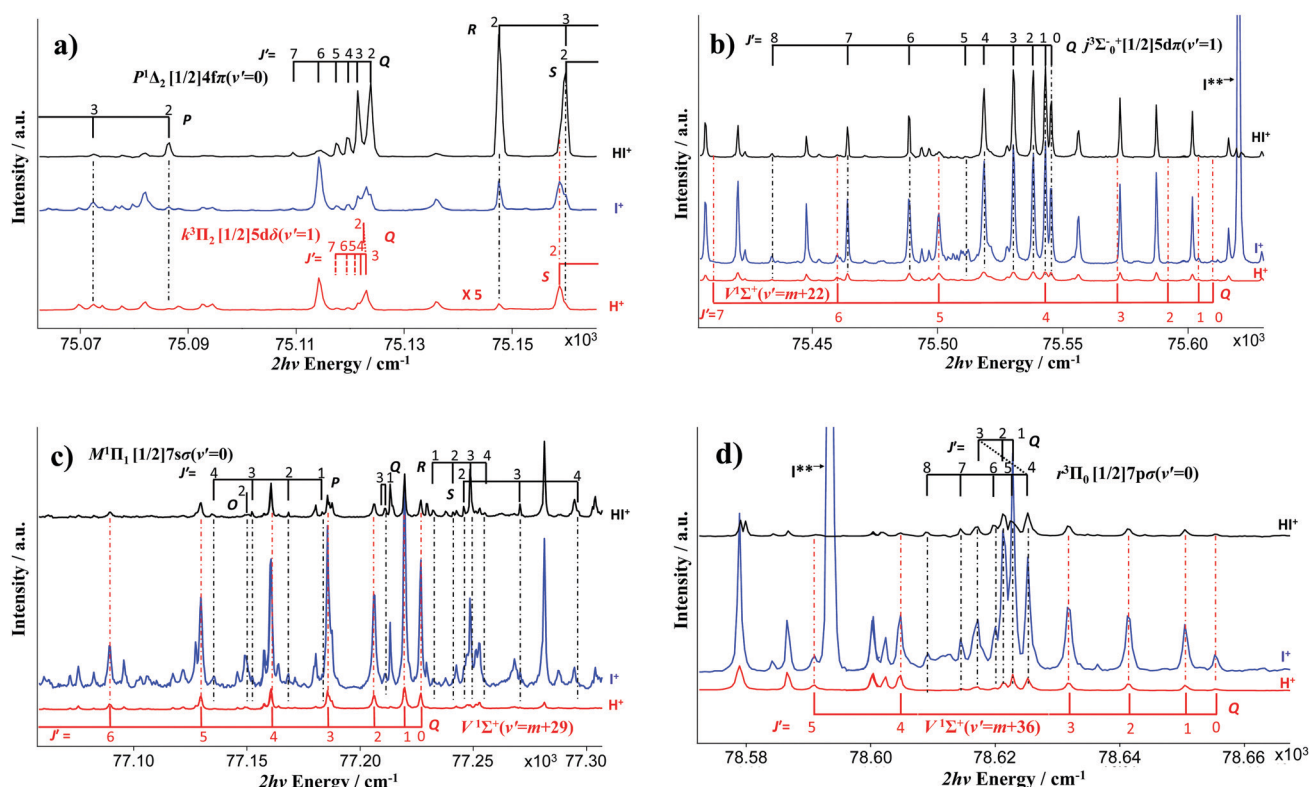 a)
R 2 3
S 2
J'= 7 6 5 4 3 2 Q
P¹Δ₂ [1/2]4fπ(v'=0)
3 2 P
HI⁺
I⁺
k³Π₂ [1/2]5dδ(v'=1)
2 Q
J'= 7 6 5 4 3
2 S
X 5
H⁺
Intensity / a.u.
75.07 75.09 75.11 75.13 75.15 x10³
2hν Energy / cm⁻¹
b)
J'= 8 7 6 5 4 3 2 1 0 Q j³Σ⁻₀⁺[1/2]5dπ(v'=1)
I**→
HI⁺
I⁺
H⁺
V¹Σ⁺(v'=m+22) Q
J'=7 6 5 4 3 2 1 0
Intensity / a.u.
75.45 75.50 75.55 75.60 x10³
2hν Energy / cm⁻¹
c)
M¹Π₁ [1/2]7sσ(v'=0)
J'= 4 3 2 1 P
O 2
3 Q
R 1 2 3 4
S 2 3 4
HI⁺
I⁺
H⁺
Q V¹Σ⁺(v'=m+29)
J'= 6 5 4 3 2 1 0
Intensity / a.u.
77.10 77.15 77.20 77.25 x10³ 77.30
2hν Energy / cm⁻¹
d)
I**→
J'= 3 2 1 Q
8 7 6 5 4 r³Π₀ [1/2]7pσ(v'=0)
HI⁺
I⁺
H⁺
Q
J'= 5 4 V¹Σ⁺(v'=m+36) 3 2 1 0
Intensity / a.u.
78.58 78.60 78.62 78.64 78.66 x10³
2hν Energy / cm⁻¹